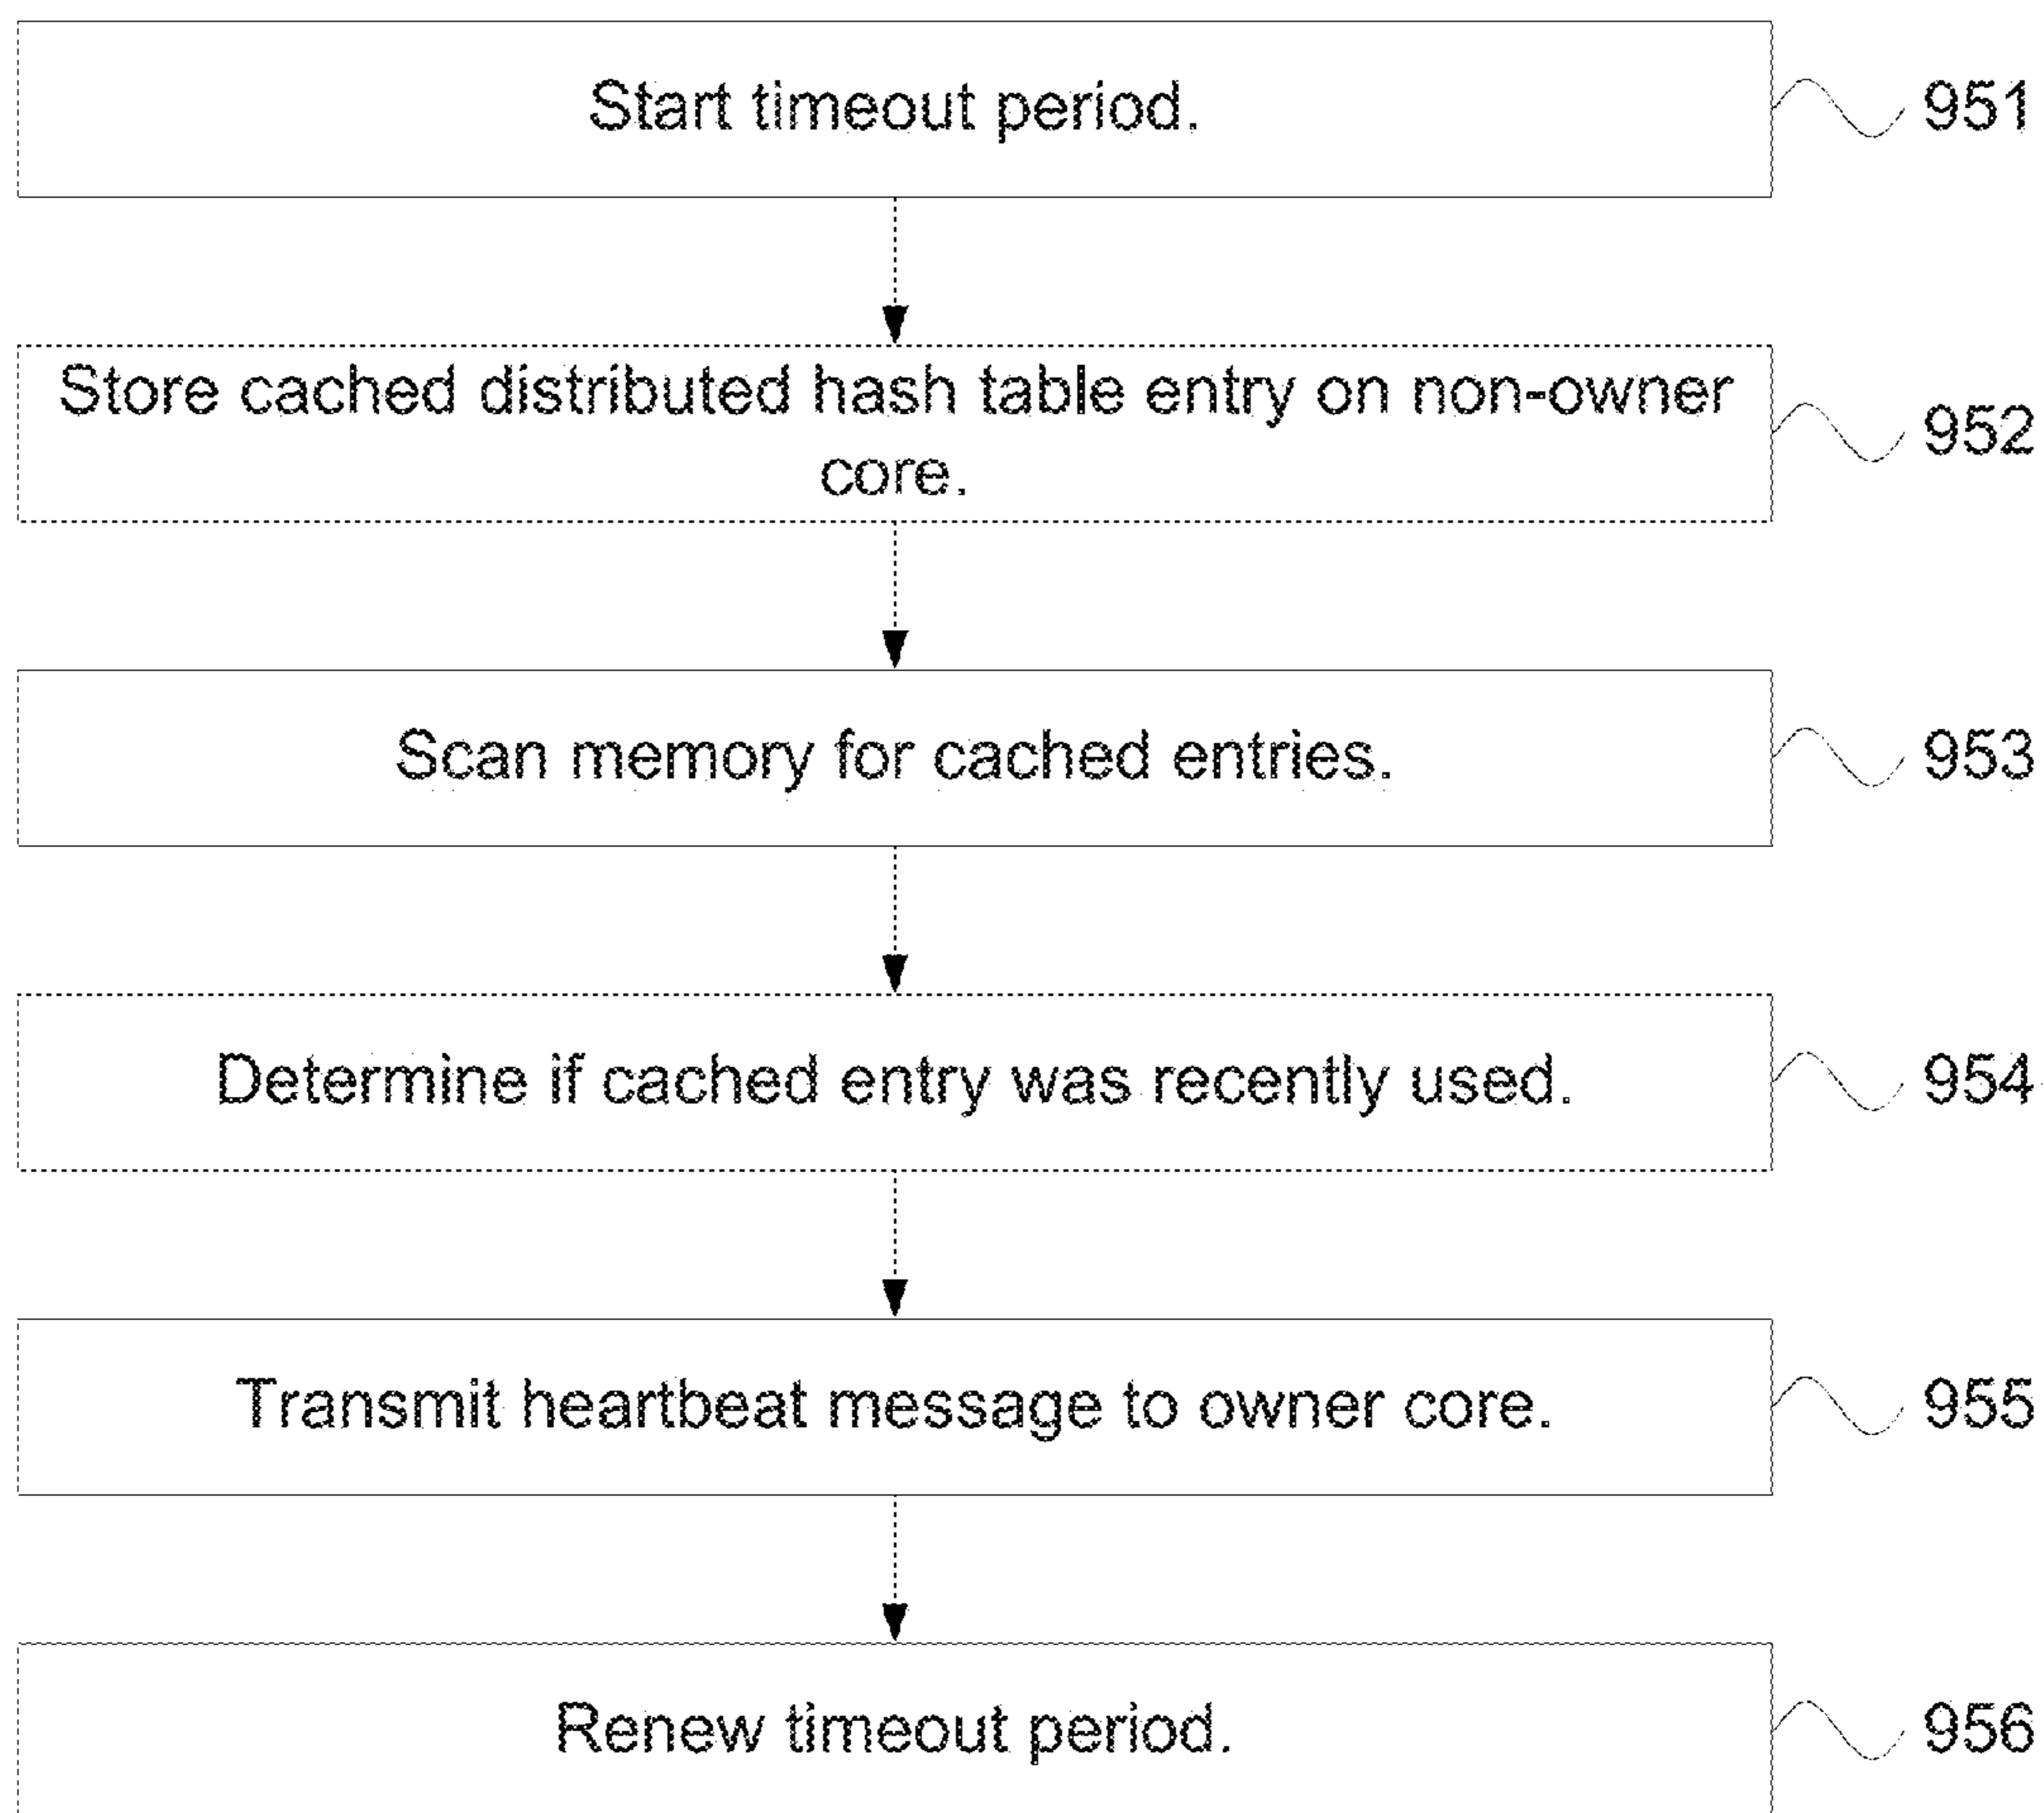 Start timeout period.
951
Store cached distributed hash table entry on non-owner
core.
952
Scan memory for cached entries.
953
Determine if cached entry was recently used.
954
Transmit heartbeat message to owner core.
955
Renew timeout period.
956